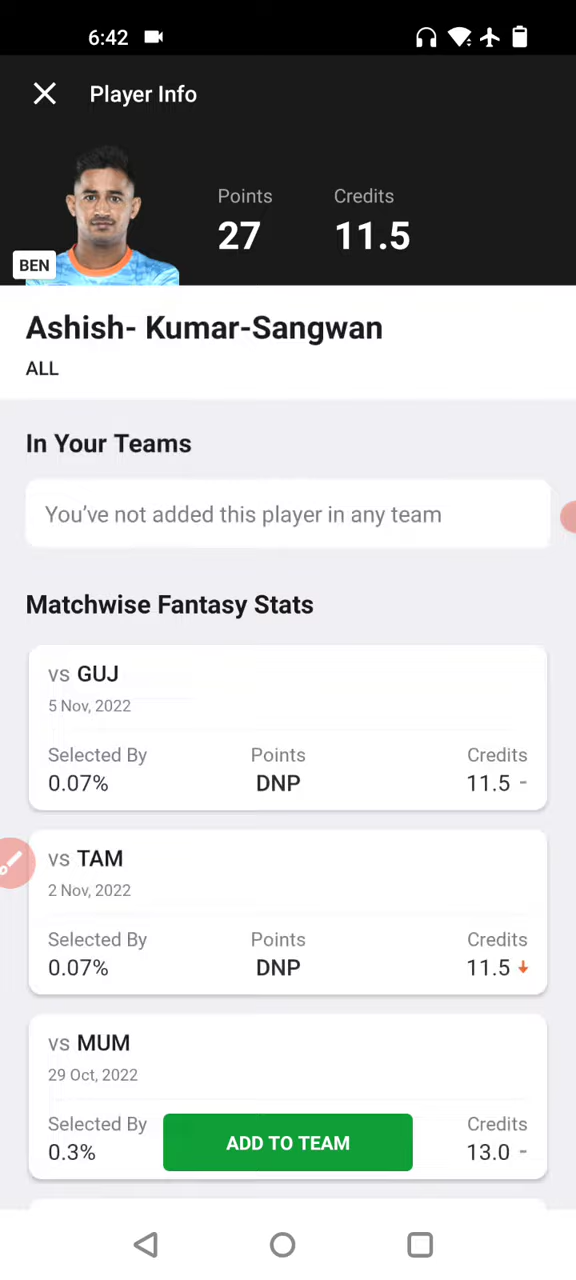 6:42
Player Info
Points
Credits
27
11.5
BEN
Ashish- Kumar-Sangwan
ALL
In Your Teams
You've not added this player in any team
Matchwise Fantasy Stats
vs GUJ
5 Nov, 2022
Selected By
Points
Credits
0.07%
DNP
11.5 -
vs TAM
2 Nov, 2022
Selected By
Points
Credits
0.07%
DNP
11.5
vs MUM
29 Oct, 2022
Selected By
Credits
0.3%
ADD TO TEAM
13.0 -